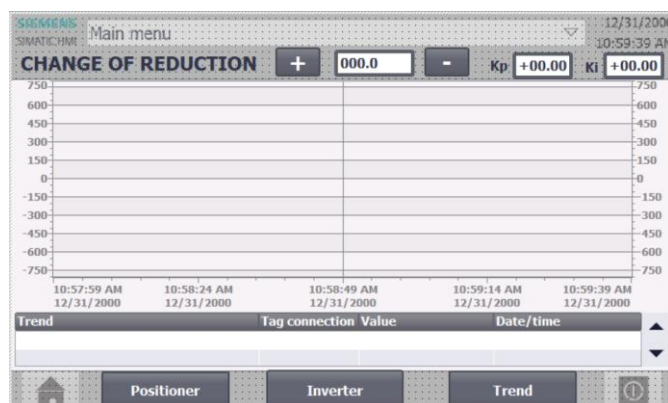 SIEMENS
SIMATIC HMI
Main menu
12/31/2000
10:59:39 AM
CHANGE OF REDUCTION + 000.0 - Kp +00.00 Ki +00.00
750 750
600 600
450 450
300 300
150 150
0 0
-150 -150
-300 -300
-450 -450
-600 -600
-750 -750
10:57:59 AM 10:58:24 AM 10:58:49 AM 10:59:14 AM 10:59:39 AM
12/31/2000 12/31/2000 12/31/2000 12/31/2000 12/31/2000
Trend Tag connection Value Date/time
Positioner Inverter Trend